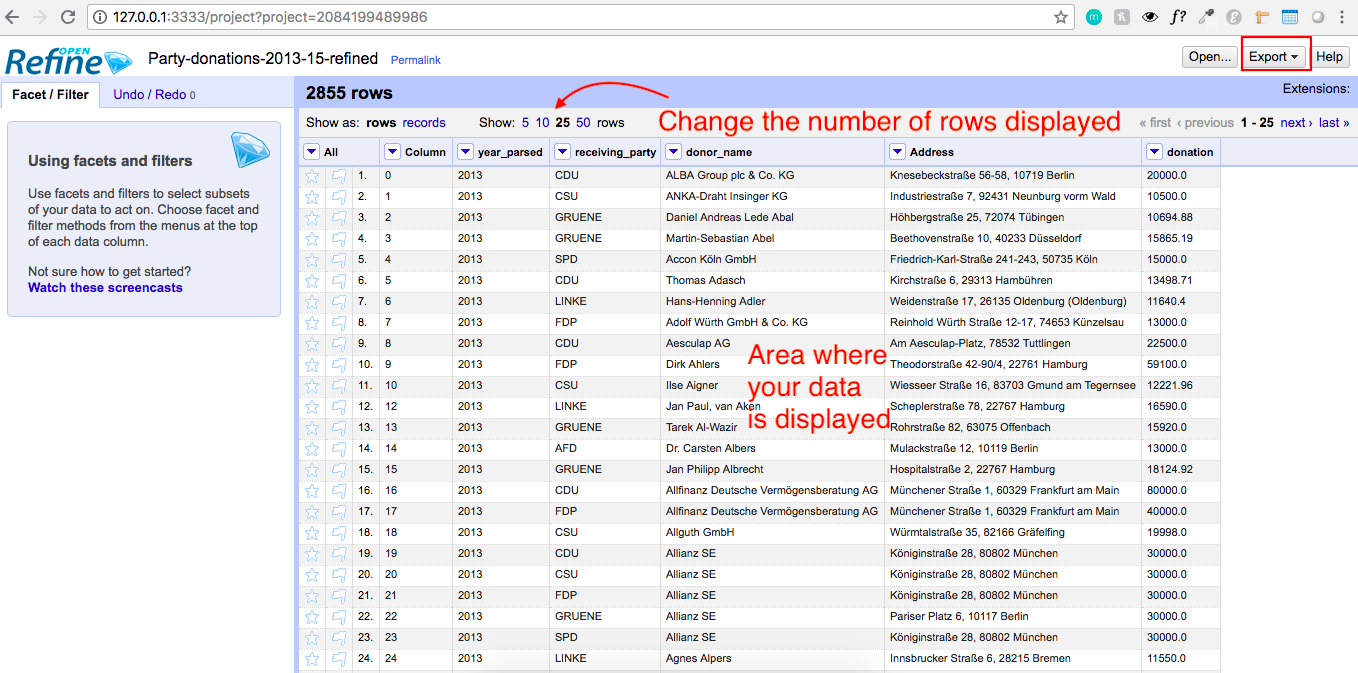 127.0.0.1:3333/project?project=2084199489986
OPEN
Refine Party-donations-2013-15-refined Permalink Open... Export Help
Facet / Filter Undo / Redo 0 2855 rows Extensions:
Show as: rows records Show: 5 10 25 50 rows Change the number of rows displayed « first ‹ previous 1 - 25 next › last »
Using facets and filters
Use facets and filters to select subsets
of your data to act on. Choose facet and
filter methods from the menus at the top
of each data column.
Not sure how to get started?
Watch these screencasts
All Column year_parsed receiving_party donor_name Address donation
1. 0 2013 CDU ALBA Group plc & Co. KG Knesebeckstraße 56-58, 10719 Berlin 20000.0
2. 1 2013 CSU ANKA-Draht Insinger KG Industriestraße 7, 92431 Neunburg vorm Wald 10500.0
3. 2 2013 GRUENE Daniel Andreas Lede Abal Höhbergstraße 25, 72074 Tübingen 10694.88
4. 3 2013 GRUENE Martin-Sebastian Abel Beethovenstraße 10, 40233 Düsseldorf 15865.19
5. 4 2013 SPD Accon Köln GmbH Friedrich-Karl-Straße 241-243, 50735 Köln 15000.0
6. 5 2013 CDU Thomas Adasch Kirchstraße 6, 29313 Hambühren 13498.71
7. 6 2013 LINKE Hans-Henning Adler Weidenstraße 17, 26135 Oldenburg (Oldenburg) 11640.4
8. 7 2013 FDP Adolf Würth GmbH & Co. KG Reinhold Würth Straße 12-17, 74653 Künzelsau 13000.0
9. 8 2013 CDU Aesculap AG Am Aesculap-Platz, 78532 Tuttlingen 22500.0
10. 9 2013 FDP Dirk Ahlers Theodorstraße 42-90/4, 22761 Hamburg 59100.0
11. 10 2013 CSU Ilse Aigner Wiesseer Straße 16, 83703 Gmund am Tegernsee 12221.96
12. 12 2013 LINKE Jan Paul, van Aken Scheplerstraße 78, 22767 Hamburg 16590.0
13. 13 2013 GRUENE Tarek Al-Wazir Rohrstraße 82, 63075 Offenbach 15920.0
14. 14 2013 AFD Dr. Carsten Albers Mulackstraße 12, 10119 Berlin 13000.0
15. 15 2013 GRUENE Jan Philipp Albrecht Hospitalstraße 2, 22767 Hamburg 18124.92
16. 16 2013 CDU Allfinanz Deutsche Vermögensberatung AG Münchener Straße 1, 60329 Frankfurt am Main 80000.0
17. 17 2013 FDP Allfinanz Deutsche Vermögensberatung AG Münchener Straße 1, 60329 Frankfurt am Main 40000.0
18. 18 2013 CSU Allguth GmbH Würmtalstraße 35, 82166 Gräfelfing 19998.0
19. 19 2013 CDU Allianz SE Königinstraße 28, 80802 München 30000.0
20. 20 2013 CSU Allianz SE Königinstraße 28, 80802 München 30000.0
21. 21 2013 FDP Allianz SE Königinstraße 28, 80802 München 30000.0
22. 22 2013 GRUENE Allianz SE Pariser Platz 6, 10117 Berlin 30000.0
23. 23 2013 SPD Allianz SE Königinstraße 28, 80802 München 30000.0
24. 24 2013 LINKE Agnes Alpers Innsbrucker Straße 6, 28215 Bremen 11550.0
Area where
your data
is displayed